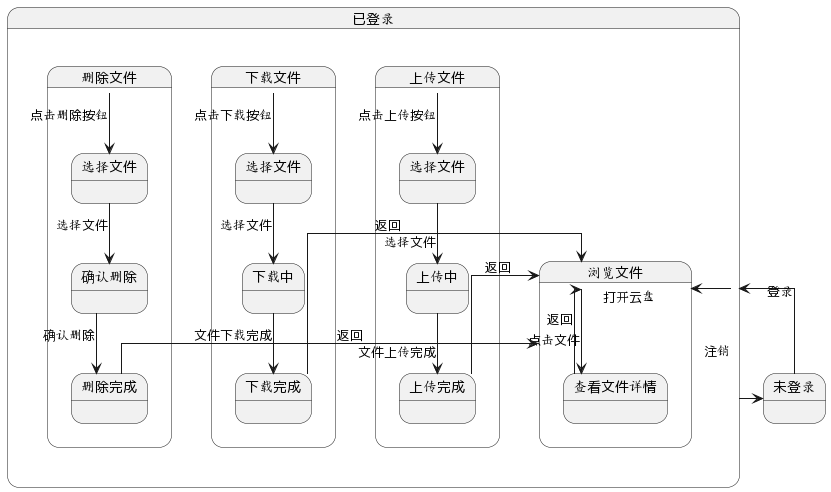 已登录
删除文件
下载文件
上传文件
点击删除按钮
点击下载按钮
点击上传按钮
选择文件
选择文件
选择文件
选择文件
选择文件
返回
选择文件
返回
确认删除
下载中
上传中
浏览文件
打开云盘
登录
返回
确认删除
文件下载完成
返回
点击文件
文件上传完成
注销
删除完成
下载完成
上传完成
查看文件详情
未登录